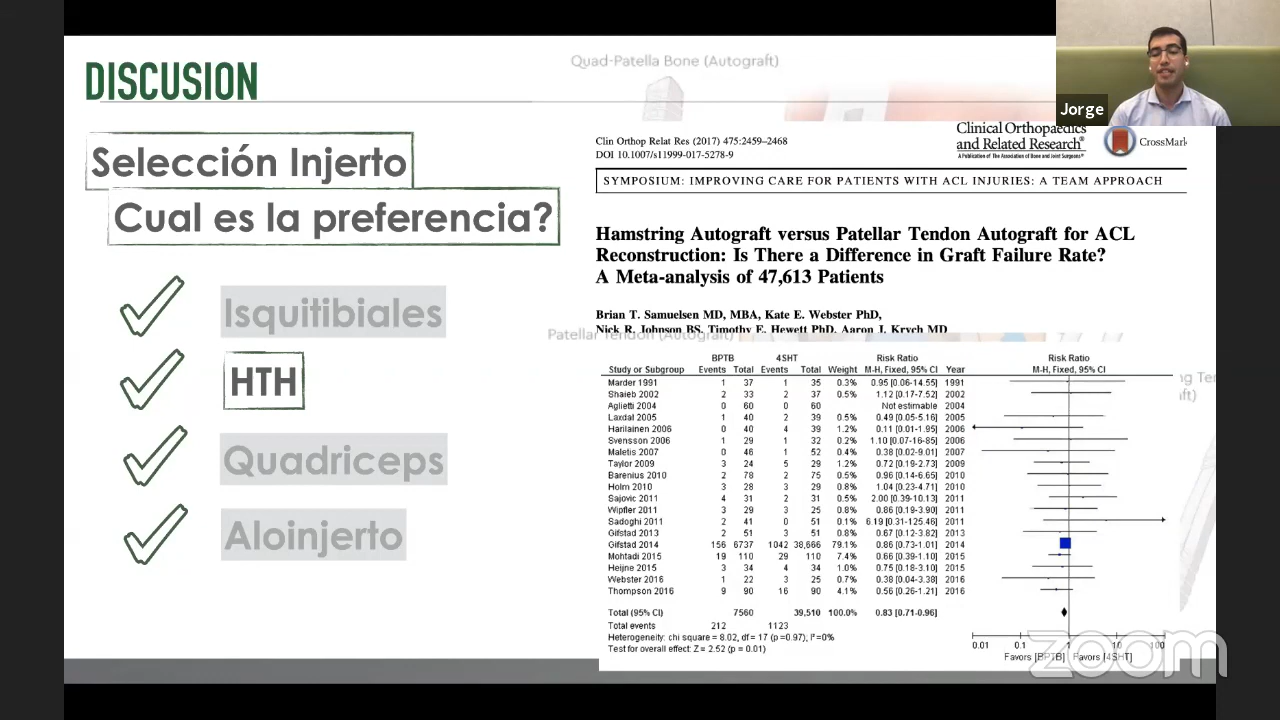 DISCUSION
Selección Injerto
Cual es la preferencia?
Isquitibiales
HTH
Quadriceps
Aloinjerto
Quad-Patella Bone (Autograft)
Jorge
Clin Orthop Relat Res (2017) 475:2459–2468
DOI 10.1007/s11999-017-5278-9
Clinical Orthopaedics
and Related Research®
A Publication of The Association of Bone and Joint Surgeons®
CrossMark
SYMPOSIUM: IMPROVING CARE FOR PATIENTS WITH ACL INJURIES: A TEAM APPROACH
Hamstring Autograft versus Patellar Tendon Autograft for ACL
Reconstruction: Is There a Difference in Graft Failure Rate?
A Meta-analysis of 47,613 Patients
Brian T. Samuelsen MD, MBA, Kate E. Webster PhD,
Nick R. Johnson BS, Timothy E. Hewett PhD, Aaron J. Krych MD
Patellar Tendon (Autograft)
BPTB 4SHT Risk Ratio Risk Ratio
Study or Subgroup Events Total Events Total Weight M-H, Fixed, 95% CI Year M-H, Fixed, 95% CI
Marder 1991 1 37 1 35 0.3% 0.95 [0.06-14.55] 1991
Shaieb 2002 2 33 2 37 0.5% 1.12 [0.17-7.52] 2002
Aglietti 2004 0 60 0 60 Not estimable 2004
Laxdal 2005 1 40 2 39 0.5% 0.49 [0.05-5.16] 2005
Harilainen 2006 0 40 4 39 1.2% 0.11 [0.01-1.95] 2006
Svensson 2006 1 29 1 32 0.3% 1.10 [0.07-16-85] 2006
Maletis 2007 0 46 1 52 0.4% 0.38 [0.02-9.01] 2007
Taylor 2009 3 24 5 29 1.2% 0.72 [0.19-2.73] 2009
Barenius 2010 2 78 2 75 0.5% 0.96 [0.14-6.65] 2010
Holm 2010 3 28 3 29 0.8% 1.04 [0.23-4.71] 2010
Sajovic 2011 4 31 2 31 0.5% 2.00 [0.39-10.13] 2011
Wipfler 2011 3 29 3 25 0.8% 0.86 [0.19-3.90] 2011
Sadoghi 2011 2 41 0 51 0.1% 6.19 [0.31-125.46] 2011
Gifstad 2013 2 51 3 51 0.8% 0.67 [0.12-3.82] 2013
Gifstad 2014 156 6737 1042 38,666 79.1% 0.86 [0.73-1.01] 2014
Mohtadi 2015 19 110 29 110 7.4% 0.66 [0.39-1.10] 2015
Heijne 2015 3 34 4 34 1.0% 0.75 [0.18-3.10] 2015
Webster 2016 1 22 3 25 0.8% 0.38 [0.04-3.38] 2016
Thompson 2016 9 90 16 90 4.1% 0.56 [0.26-1.21] 2016
Total (95% CI) 7560 39,510 100.0% 0.83 [0.71-0.96]
Total events 212 1123
Heterogeneity: chi square = 8.02, df = 17 (p =0.97); I²=0%
Test for overall effect: Z = 2.52 (p = 0.01)
0.01 0.1 1 10 100
Favors [BPTB] Favors [4SHT]
zoom